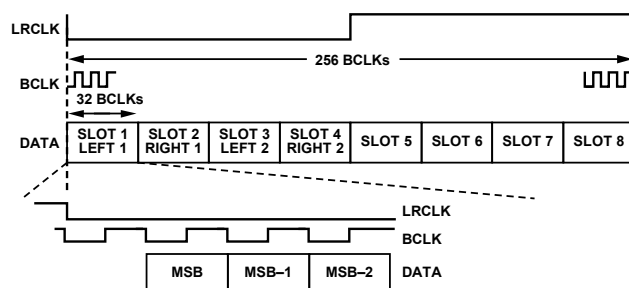 LRCLK
256 BCLKs
BCLK
32 BCLKs
DATA
SLOT 1
LEFT 1
SLOT 2
RIGHT 1
SLOT 3
LEFT 2
SLOT 4
RIGHT 2
SLOT 5
SLOT 6
SLOT 7
SLOT 8
LRCLK
BCLK
MSB
MSB–1
MSB–2
DATA